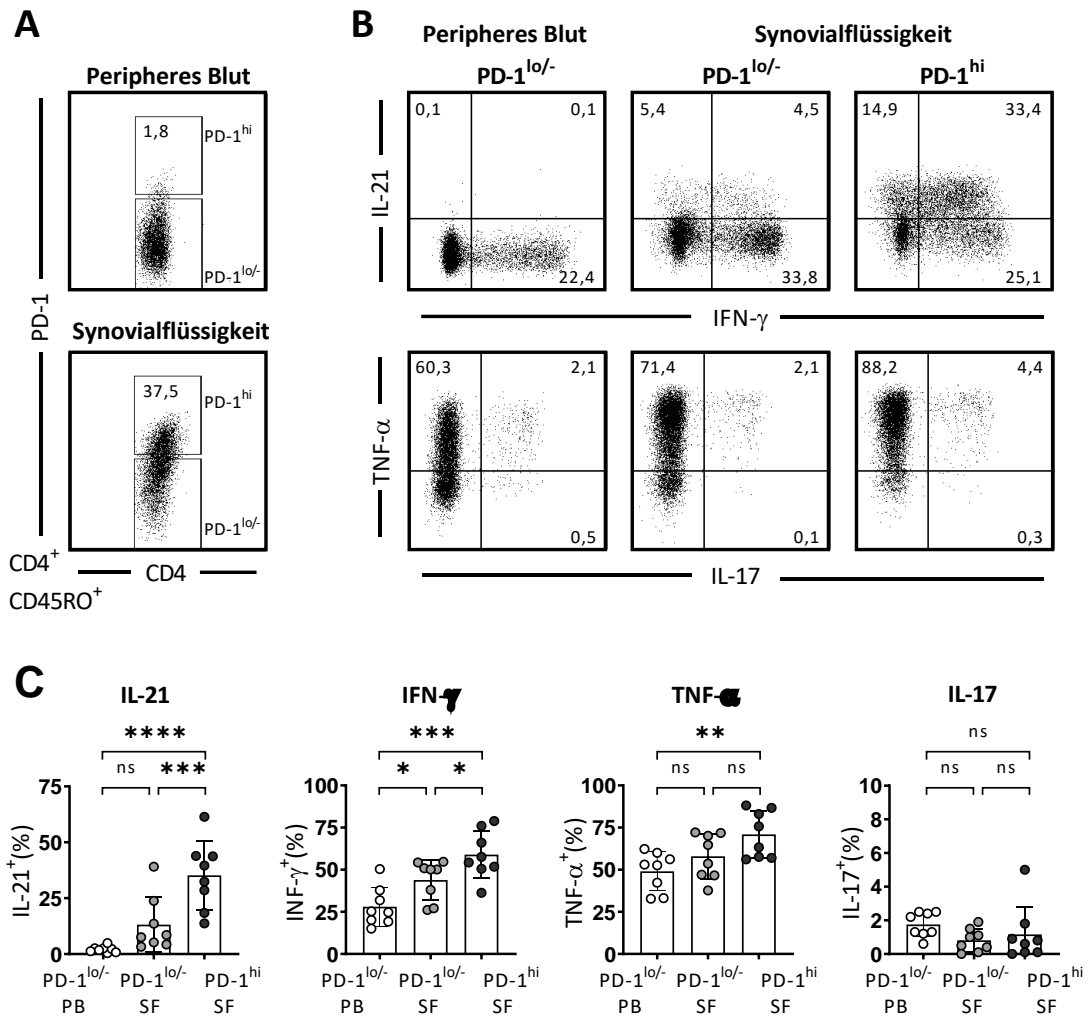 A
Peripheres Blut
1,8
PD-1hi
PD-1lo/-
Synovialflüssigkeit
37,5
PD-1hi
PD-1lo/-
PD-1
CD4+
CD45RO+
CD4
B
Peripheres Blut
Synovialflüssigkeit
PD-1lo/-
PD-1lo/-
PD-1hi
IL-21
0,1 0,1
22,4
5,4 4,5
33,8
14,9 33,4
25,1
IFN-γ
TNF-α
60,3 2,1
0,5
71,4 2,1
0,1
88,2 4,4
0,3
IL-17
C
IL-21
****
ns ***
IL-21+(%)
75
50
25
0
PD-1lo/- PD-1lo/- PD-1hi
PB SF SF
IFN-γ
***
* *
INF-γ+(%)
100
75
50
25
0
PD-1lo/- PD-1lo/- PD-1hi
PB SF SF
TNF-α
**
ns ns
TNF-α+(%)
100
75
50
25
0
PD-1lo/- PD-1lo/- PD-1hi
PB SF SF
IL-17
ns
ns ns
IL-17+(%)
10
8
6
4
2
0
PD-1lo/- PD-1lo/- PD-1hi
PB SF SF